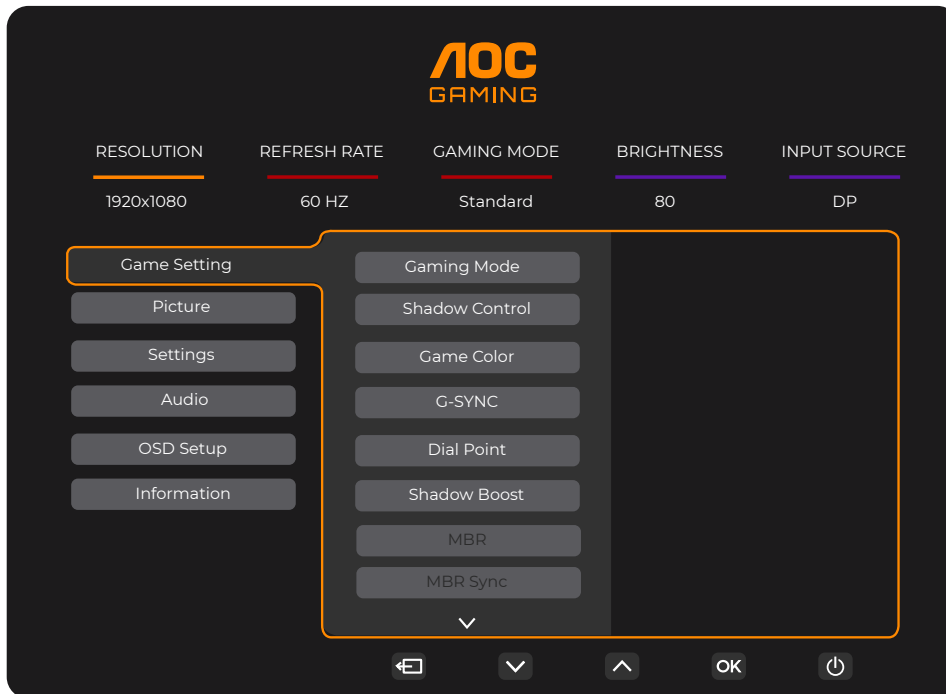 AOC
GAMING
RESOLUTION REFRESH RATE GAMING MODE BRIGHTNESS INPUT SOURCE
1920x1080 60 HZ Standard 80 DP
Game Setting Gaming Mode
Picture Shadow Control
Settings Game Color
Audio G-SYNC
OSD Setup Dial Point
Information Shadow Boost
MBR
MBR Sync
OK